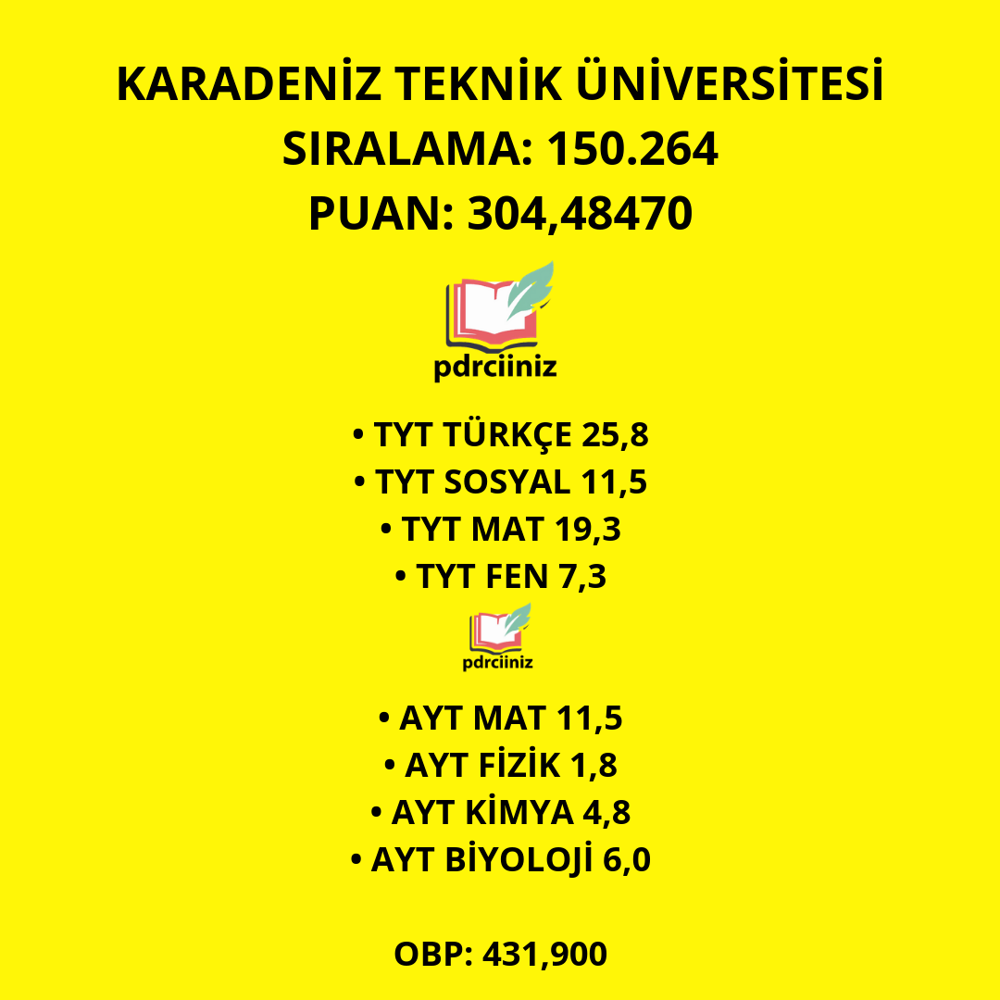 KARADENİZ TEKNİK ÜNİVERSİTESİ
SIRALAMA: 150.264
PUAN: 304,48470
pdrciiniz
• TYT TÜRKÇE 25,8
• TYT SOSYAL 11,5
• TYT MAT 19,3
• TYT FEN 7,3
pdrciiniz
• AYT MAT 11,5
• AYT FİZİK 1,8
• AYT KİMYA 4,8
• AYT BİYOLOJİ 6,0
OBP: 431,900